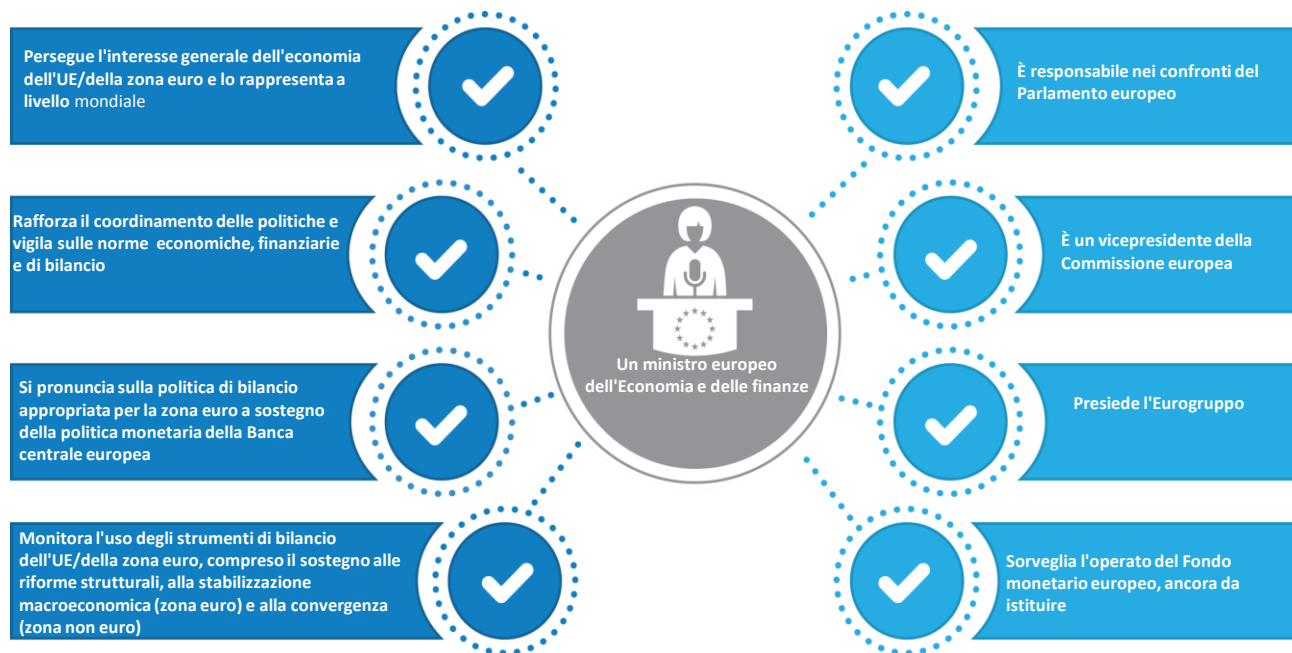 Persegue l'interesse generale dell'economia
dell'UE/della zona euro e lo rappresenta a
livello mondiale
Rafforza il coordinamento delle politiche e
vigila sulle norme economiche, finanziarie
e di bilancio
Si pronuncia sulla politica di bilancio
appropriata per la zona euro a sostegno
della politica monetaria della Banca
centrale europea
Monitora l'uso degli strumenti di bilancio
dell'UE/della zona euro, compreso il sostegno alle
riforme strutturali, alla stabilizzazione
macroeconomica (zona euro) e alla convergenza
(zona non euro)
Un ministro europeo
dell'Economia e delle finanze
È responsabile nei confronti del
Parlamento europeo
È un vicepresidente della
Commissione europea
Presiede l'Eurogruppo
Sorveglia l'operato del Fondo
monetario europeo, ancora da
istituire